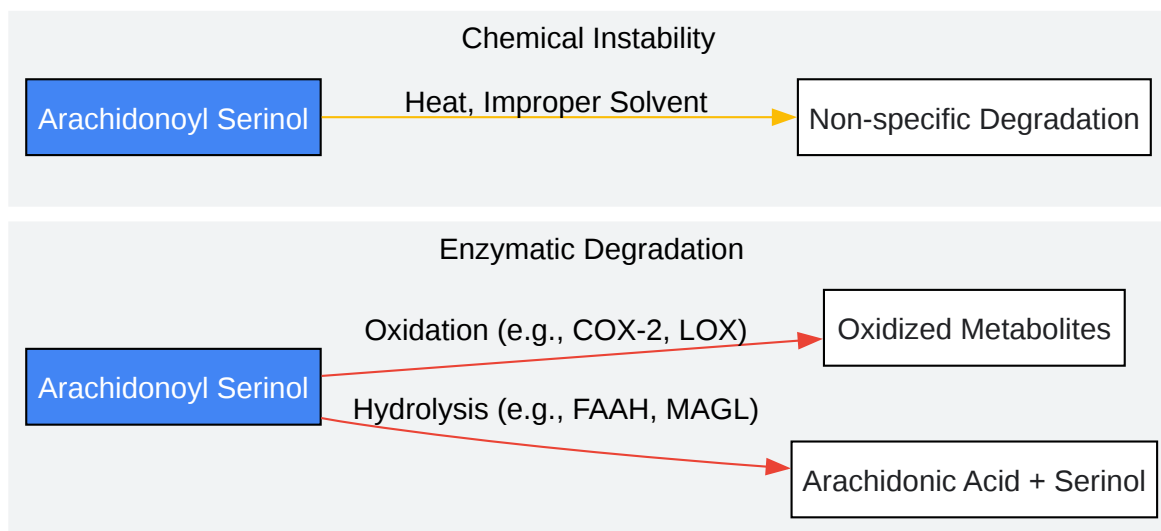 Chemical Instability
Arachidonoyl Serinol
Heat, Improper Solvent
Non-specific Degradation
Enzymatic Degradation
Arachidonoyl Serinol
Oxidation (e.g., COX-2, LOX)
Oxidized Metabolites
Hydrolysis (e.g., FAAH, MAGL)
Arachidonic Acid + Serinol